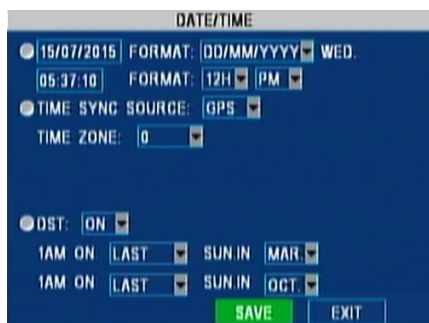 DATE/TIME
15/07/2015 FORMAT: DD/MM/YYYY WED.
05:37:10 FORMAT: 12H PM
TIME SYNC SOURCE: GPS
TIME ZONE: 0
DST: ON
1AM ON LAST SUN.IN MAR.
1AM ON LAST SUN.IN OCT.
SAVE EXIT